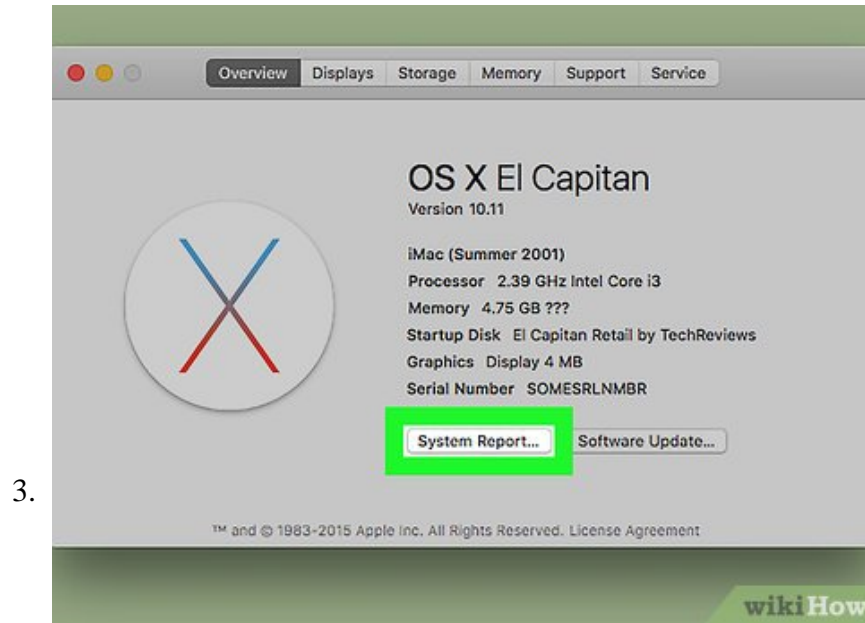 Overview Displays Storage Memory Support Service
OS X El Capitan
Version 10.11
iMac (Summer 2001)
Processor 2.39 GHz Intel Core i3
Memory 4.75 GB ???
Startup Disk El Capitan Retail by TechReviews
Graphics Display 4 MB
Serial Number SOMESRLNMBR
System Report... Software Update...
3.
™ and © 1983-2015 Apple Inc. All Rights Reserved. License Agreement
wikiHow